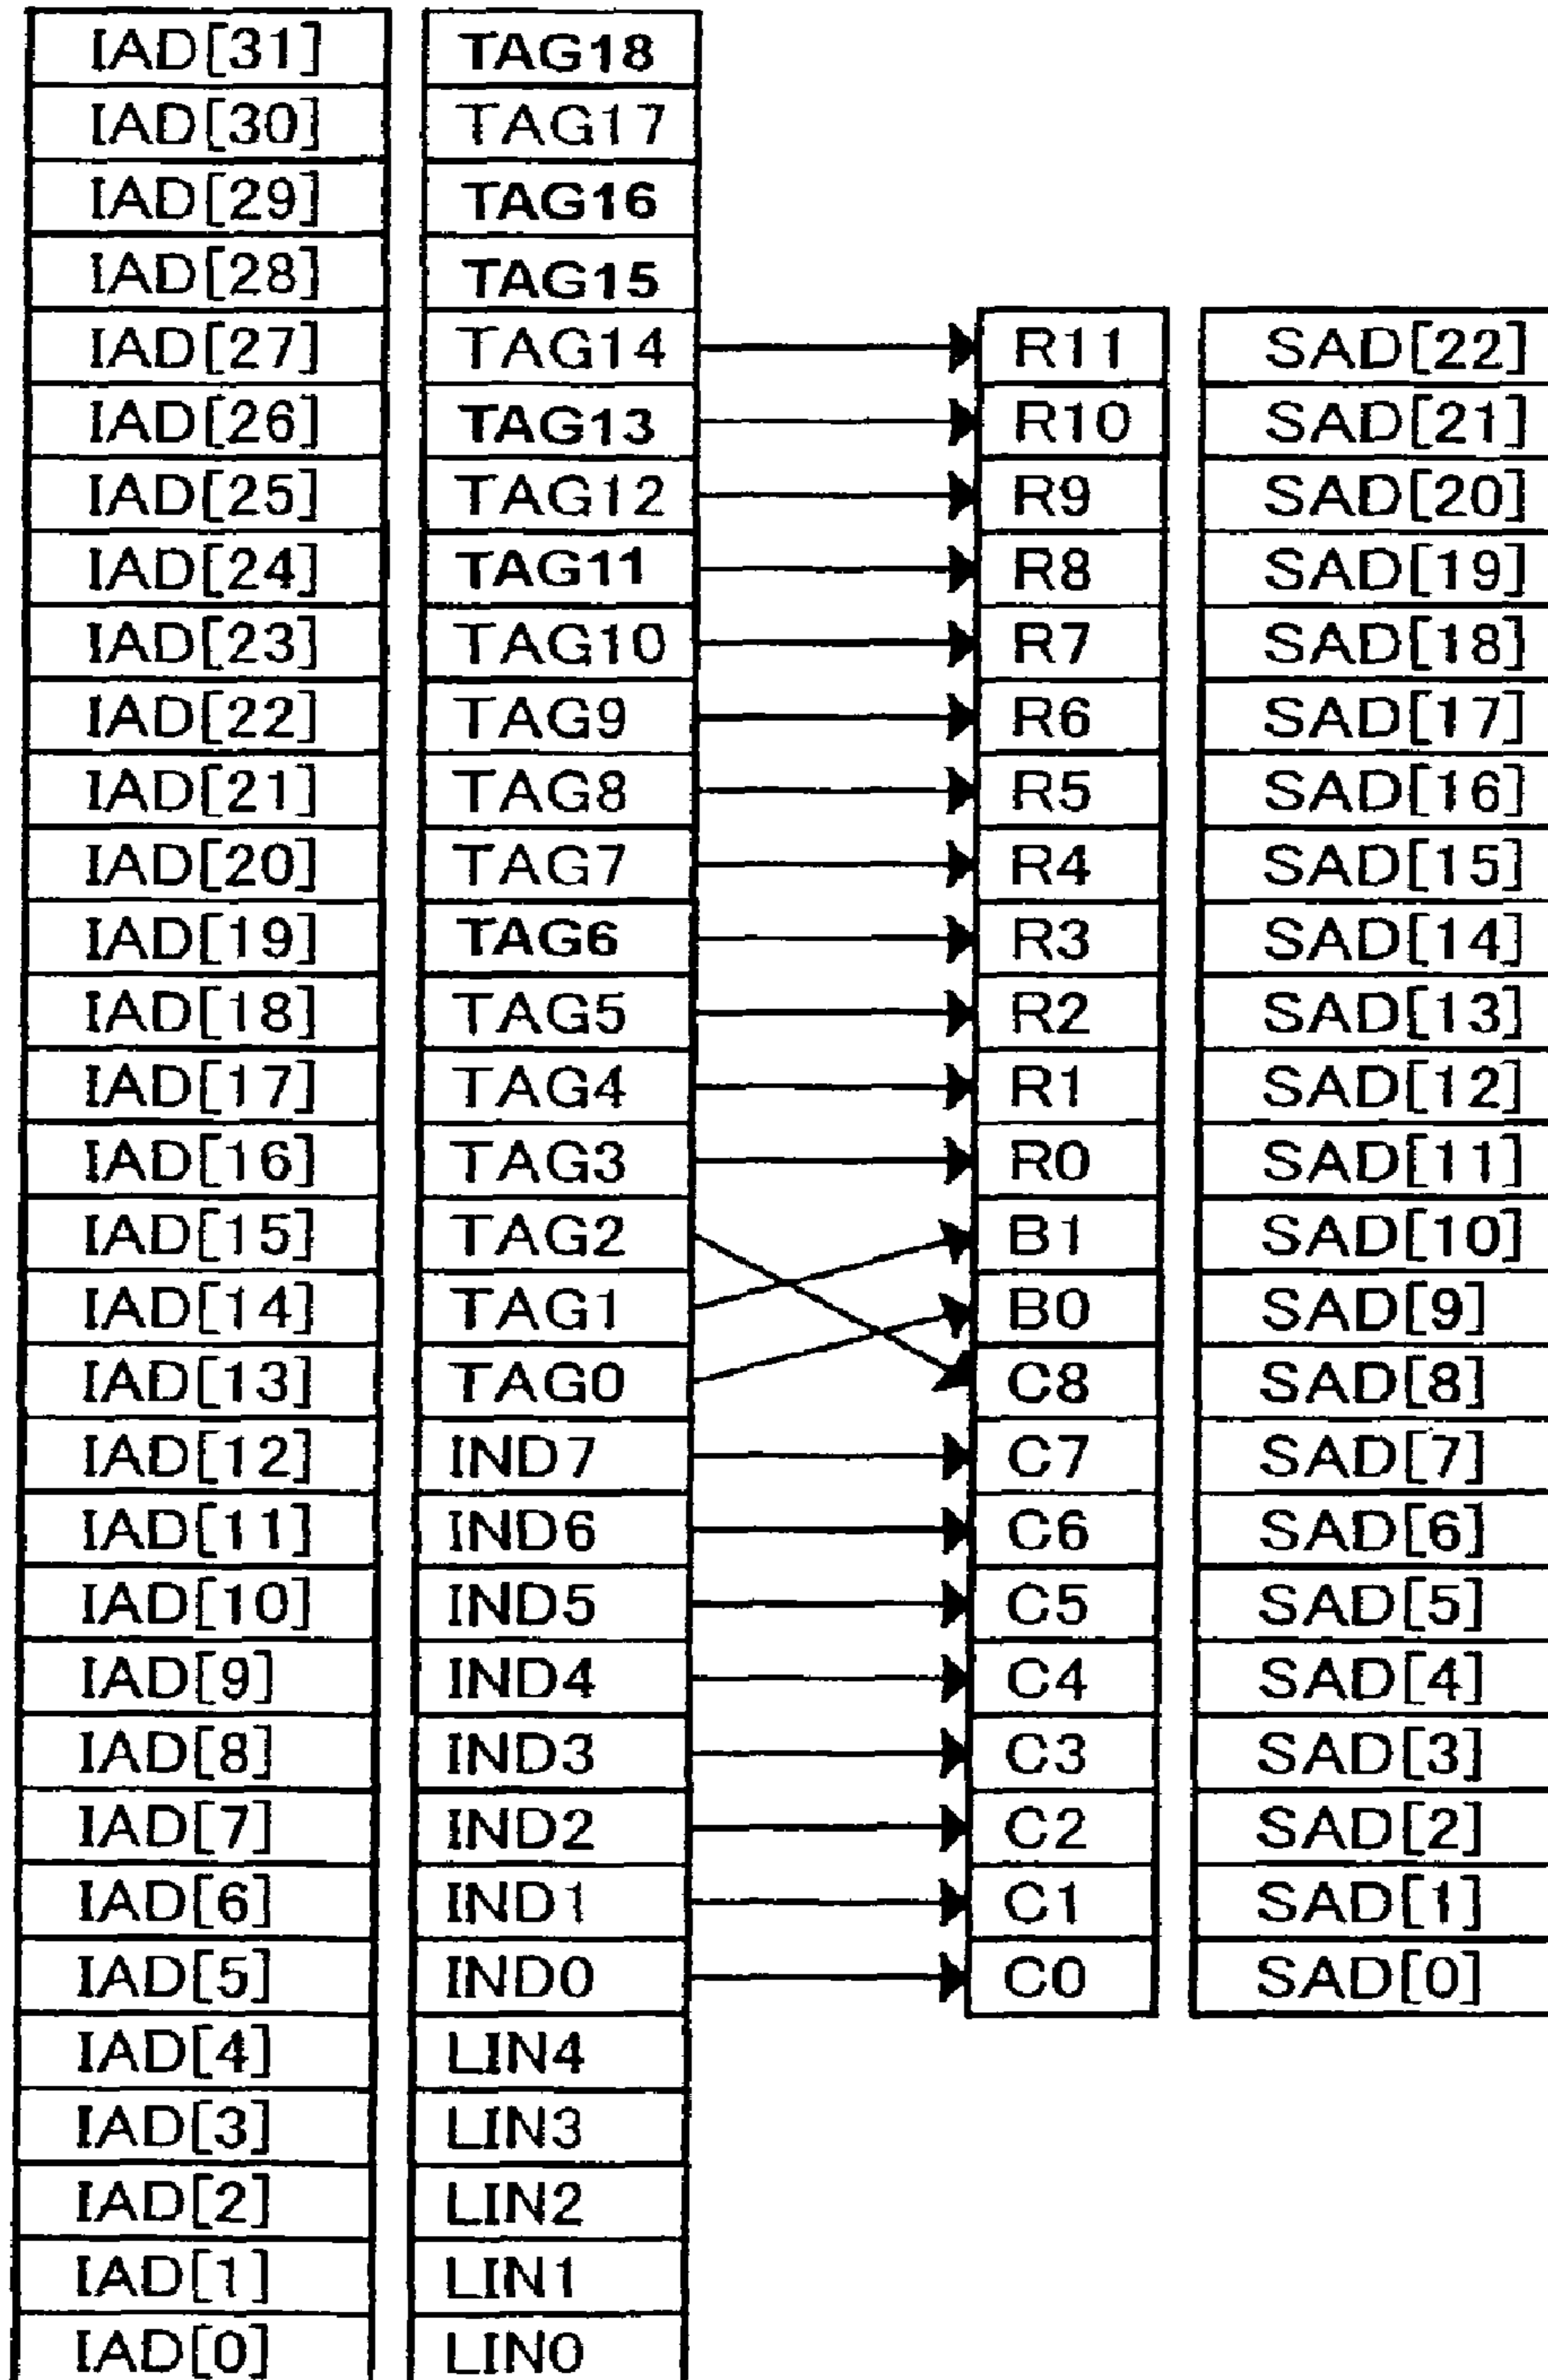 IAD[31] TAG18
IAD[30] TAG17
IAD[29] TAG16
IAD[28] TAG15
IAD[27] TAG14 R11 SAD[22]
IAD[26] TAG13 R10 SAD[21]
IAD[25] TAG12 R9 SAD[20]
IAD[24] TAG11 R8 SAD[19]
IAD[23] TAG10 R7 SAD[18]
IAD[22] TAG9 R6 SAD[17]
IAD[21] TAG8 R5 SAD[16]
IAD[20] TAG7 R4 SAD[15]
IAD[19] TAG6 R3 SAD[14]
IAD[18] TAG5 R2 SAD[13]
IAD[17] TAG4 R1 SAD[12]
IAD[16] TAG3 R0 SAD[11]
IAD[15] TAG2 B1 SAD[10]
IAD[14] TAG1 B0 SAD[9]
IAD[13] TAG0 C8 SAD[8]
IAD[12] IND7 C7 SAD[7]
IAD[11] IND6 C6 SAD[6]
IAD[10] IND5 C5 SAD[5]
IAD[9] IND4 C4 SAD[4]
IAD[8] IND3 C3 SAD[3]
IAD[7] IND2 C2 SAD[2]
IAD[6] IND1 C1 SAD[1]
IAD[5] IND0 C0 SAD[0]
IAD[4] LIN4
IAD[3] LIN3
IAD[2] LIN2
IAD[1] LIN1
IAD[0] LIN0